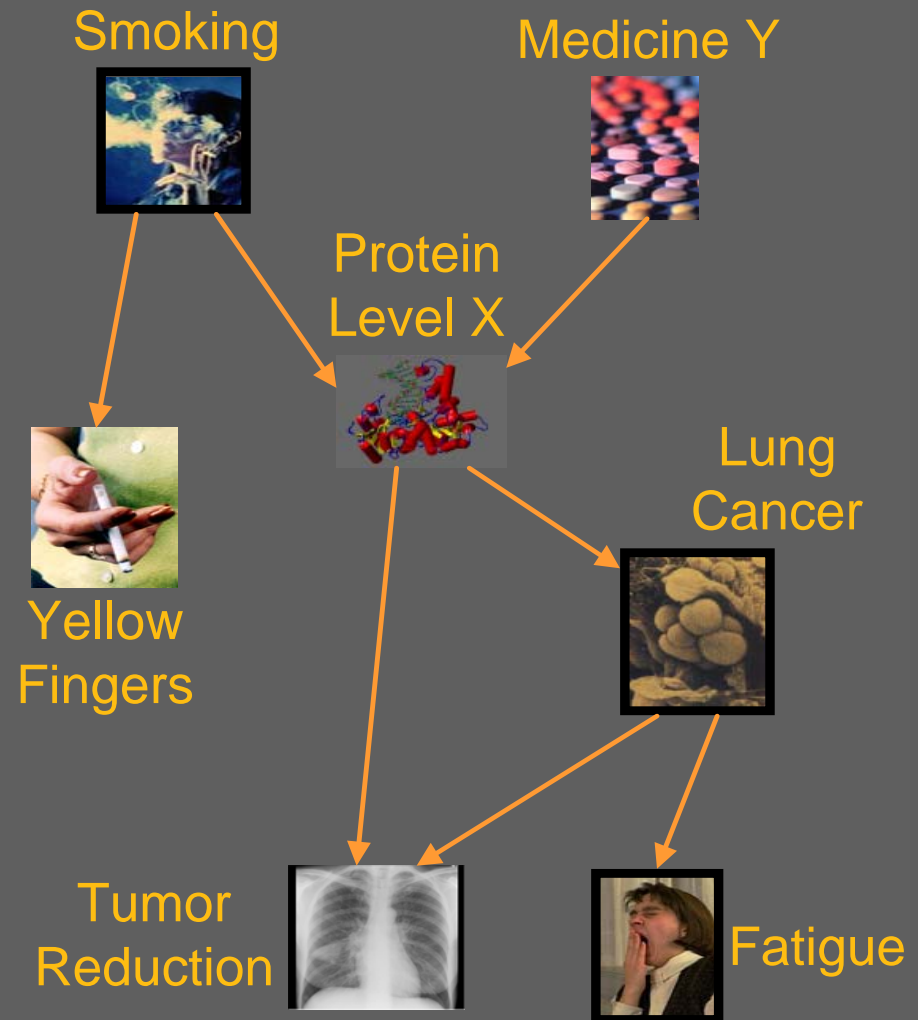 Smoking
Medicine Y
Protein
Level X
Lung
Cancer
Yellow
Fingers
Tumor
Reduction
Fatigue